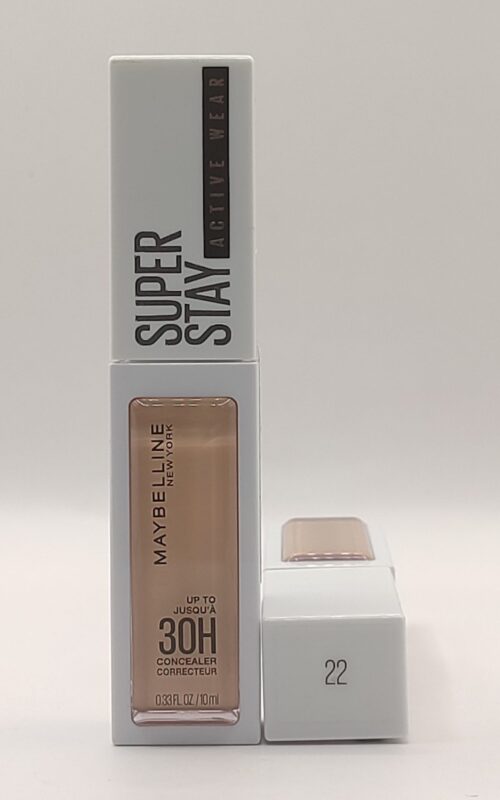 SUPER
STAY
ACTIVE WEAR
MAYBELLINE
NEW YORK
UP TO
JUSQU'À
30H
CONCEALER
CORRECTEUR
0.33 FL. OZ. / 10 ml
22